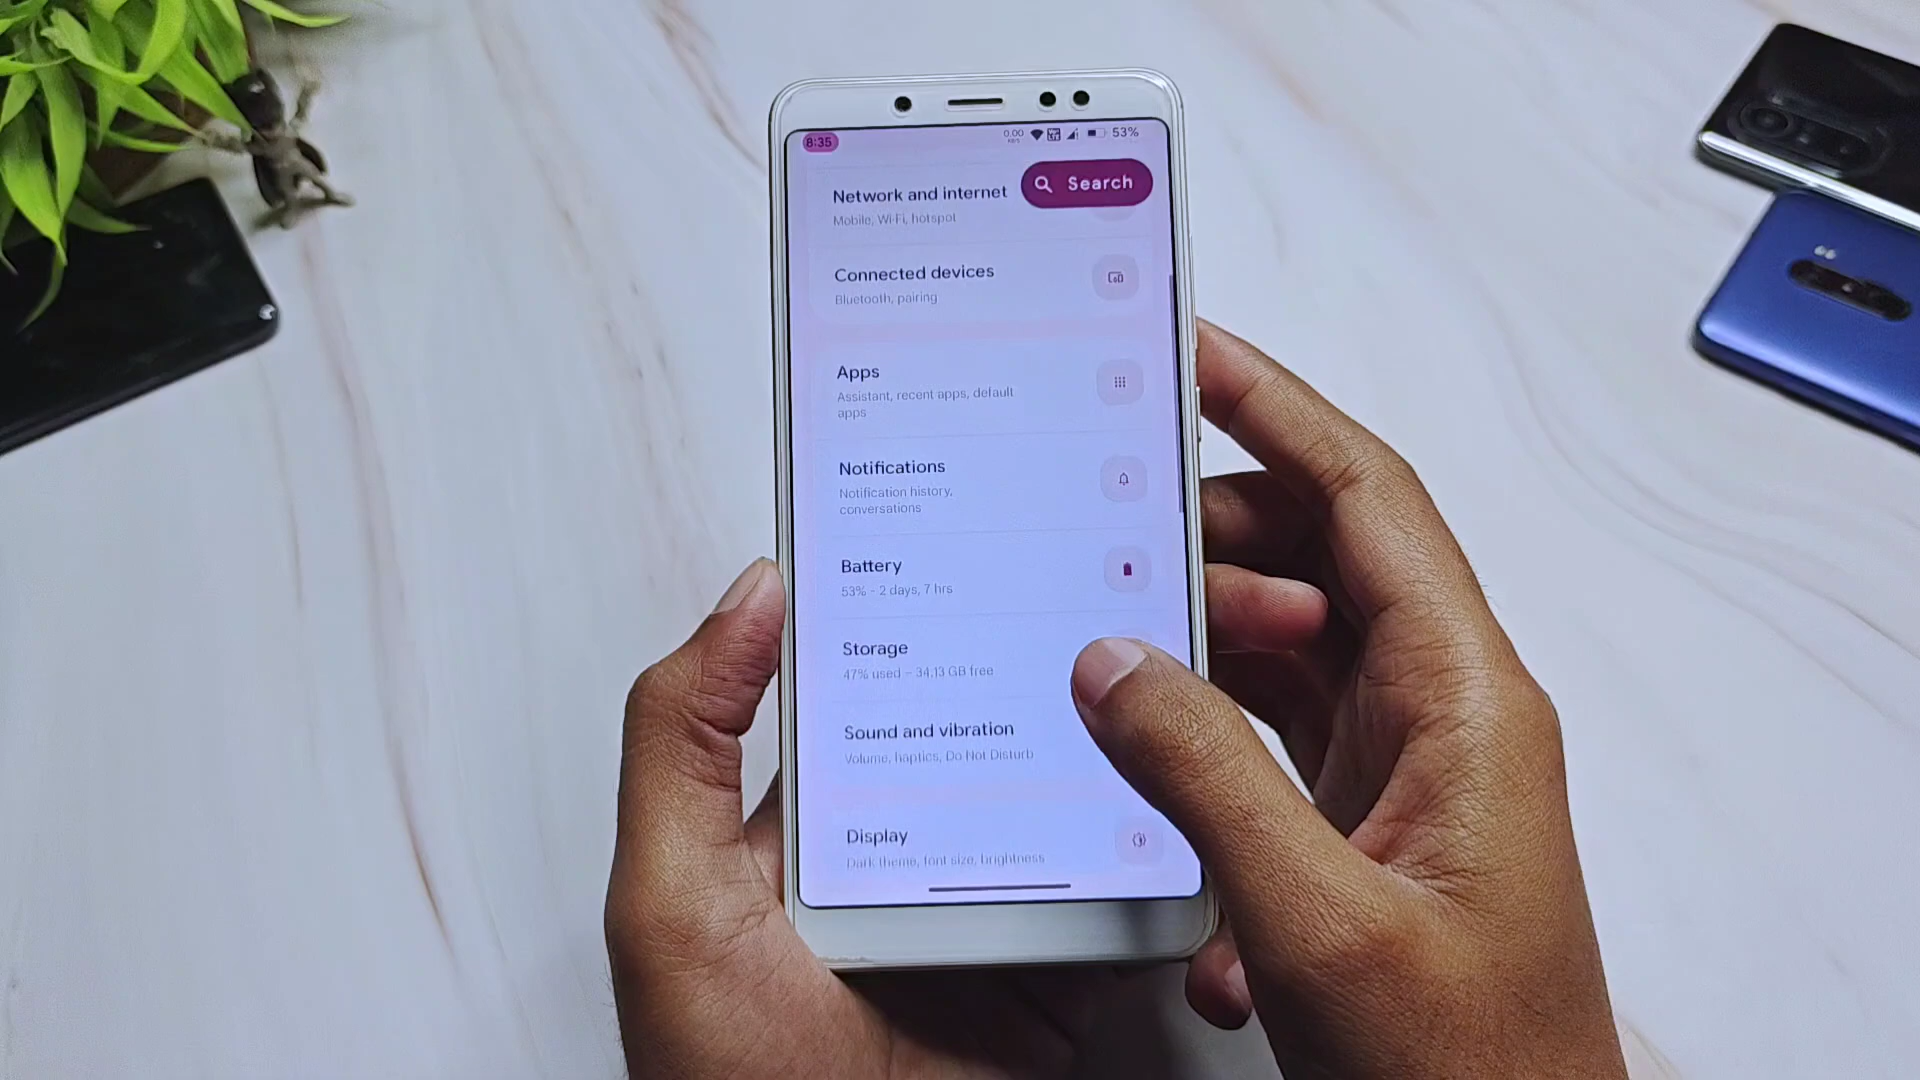 8:35
0.00
53%
Search
Network and internet
Mobile, Wi-Fi, hotspot
Connected devices
Bluetooth, pairing
Apps
Assistant, recent apps, default
apps
Notifications
Notification history,
conversations
Battery
53% - 2 days, 7 hrs
Storage
47% used – 34.13 GB free
Sound and vibration
Volume, haptics, Do Not Disturb
Display
Dark theme, font size, brightness